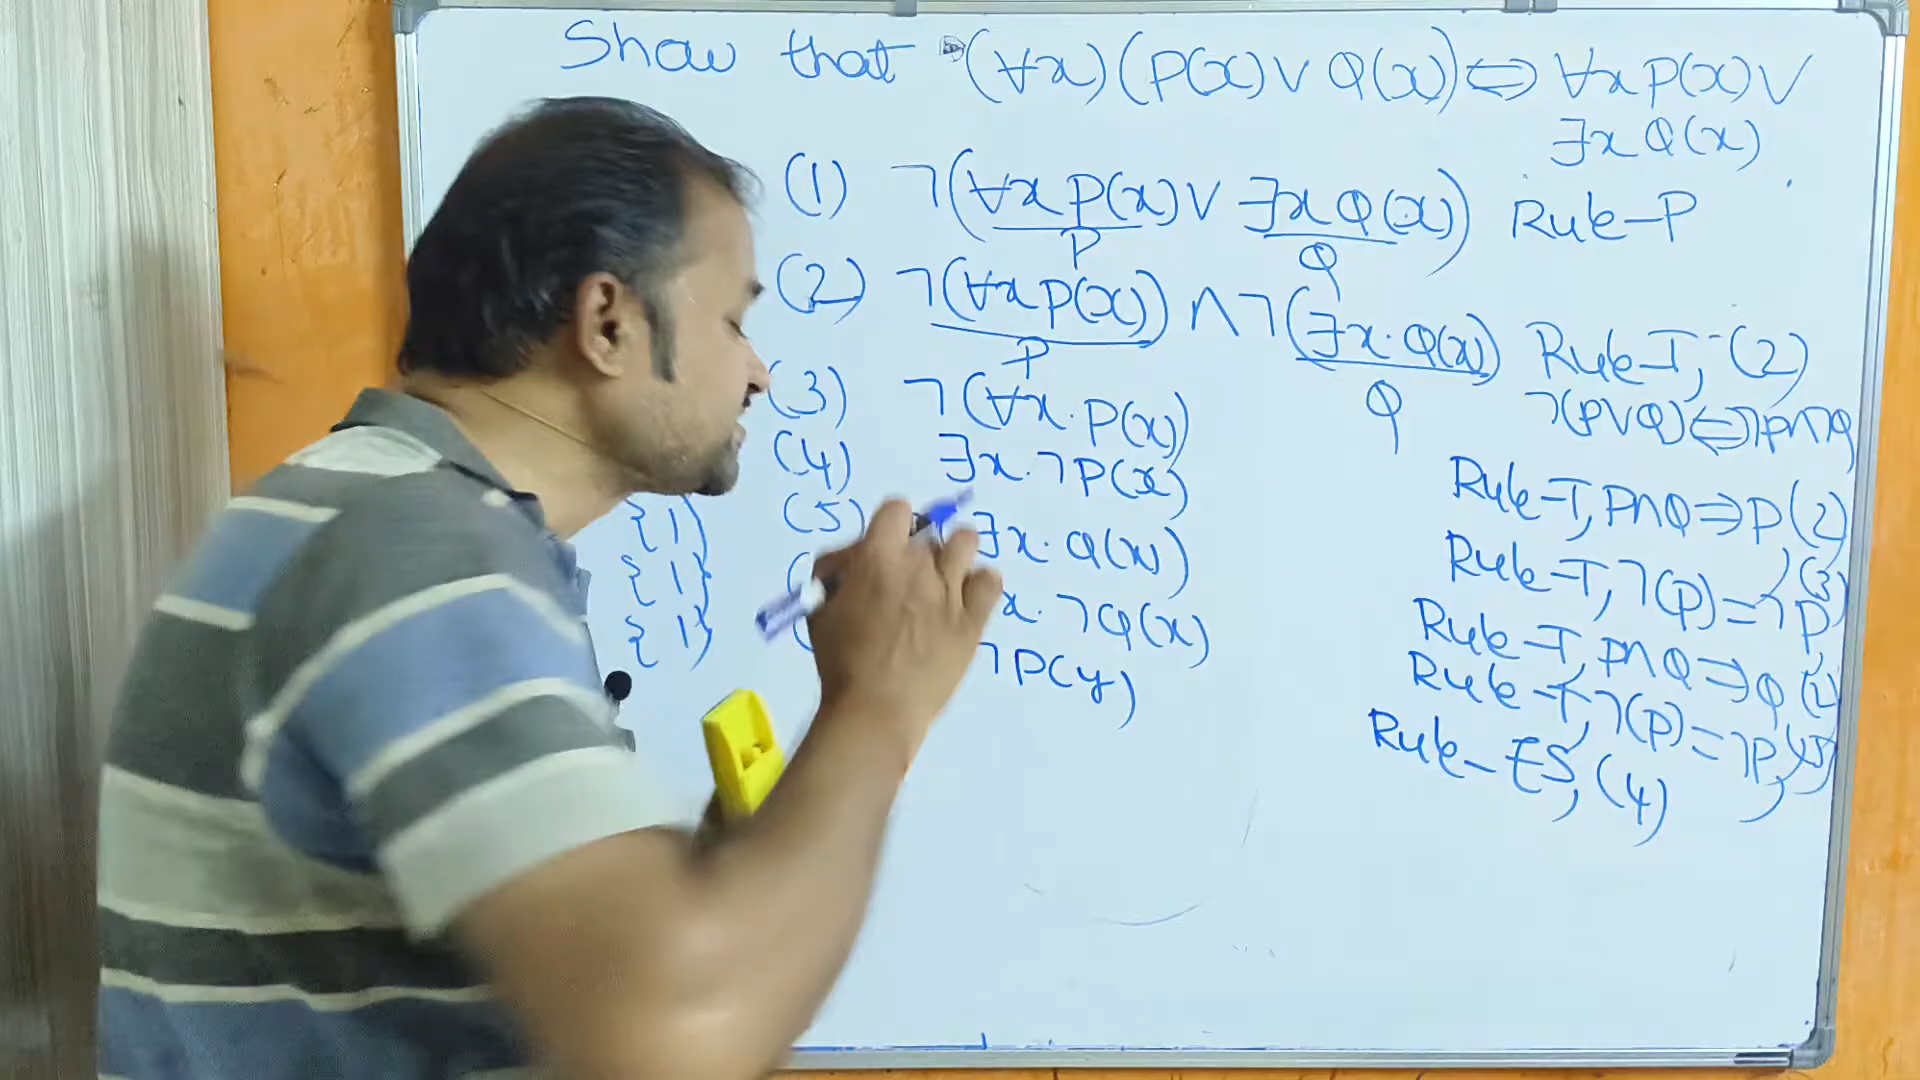 Show that (∀x)(P(x)∨Q(x))⇔ ∀x P(x)∨
∃x Q(x)
(1) ¬(∀x P(x)∨ ∃x Q(x)) Rule-P
P Q
(2) ¬(∀x P(x)) ∧¬(∃x. Q(x)) Rule-T, (2)
P Q ¬(P∨Q)⇔¬P∧¬Q
(3) ¬(∀x. P(x)) Rule-T, P∧Q⇒P (2)
(4) ∃x. ¬P(x) Rule-T, ¬(P)=¬P, (3)
{1} (5) ∃x. Q(x) Rule-T, P∧Q⇒Q
{1} x. ¬Q(x) Rule-T, ¬(P)=¬P, (5)
{1} ¬P(y) Rule-ES, (4)